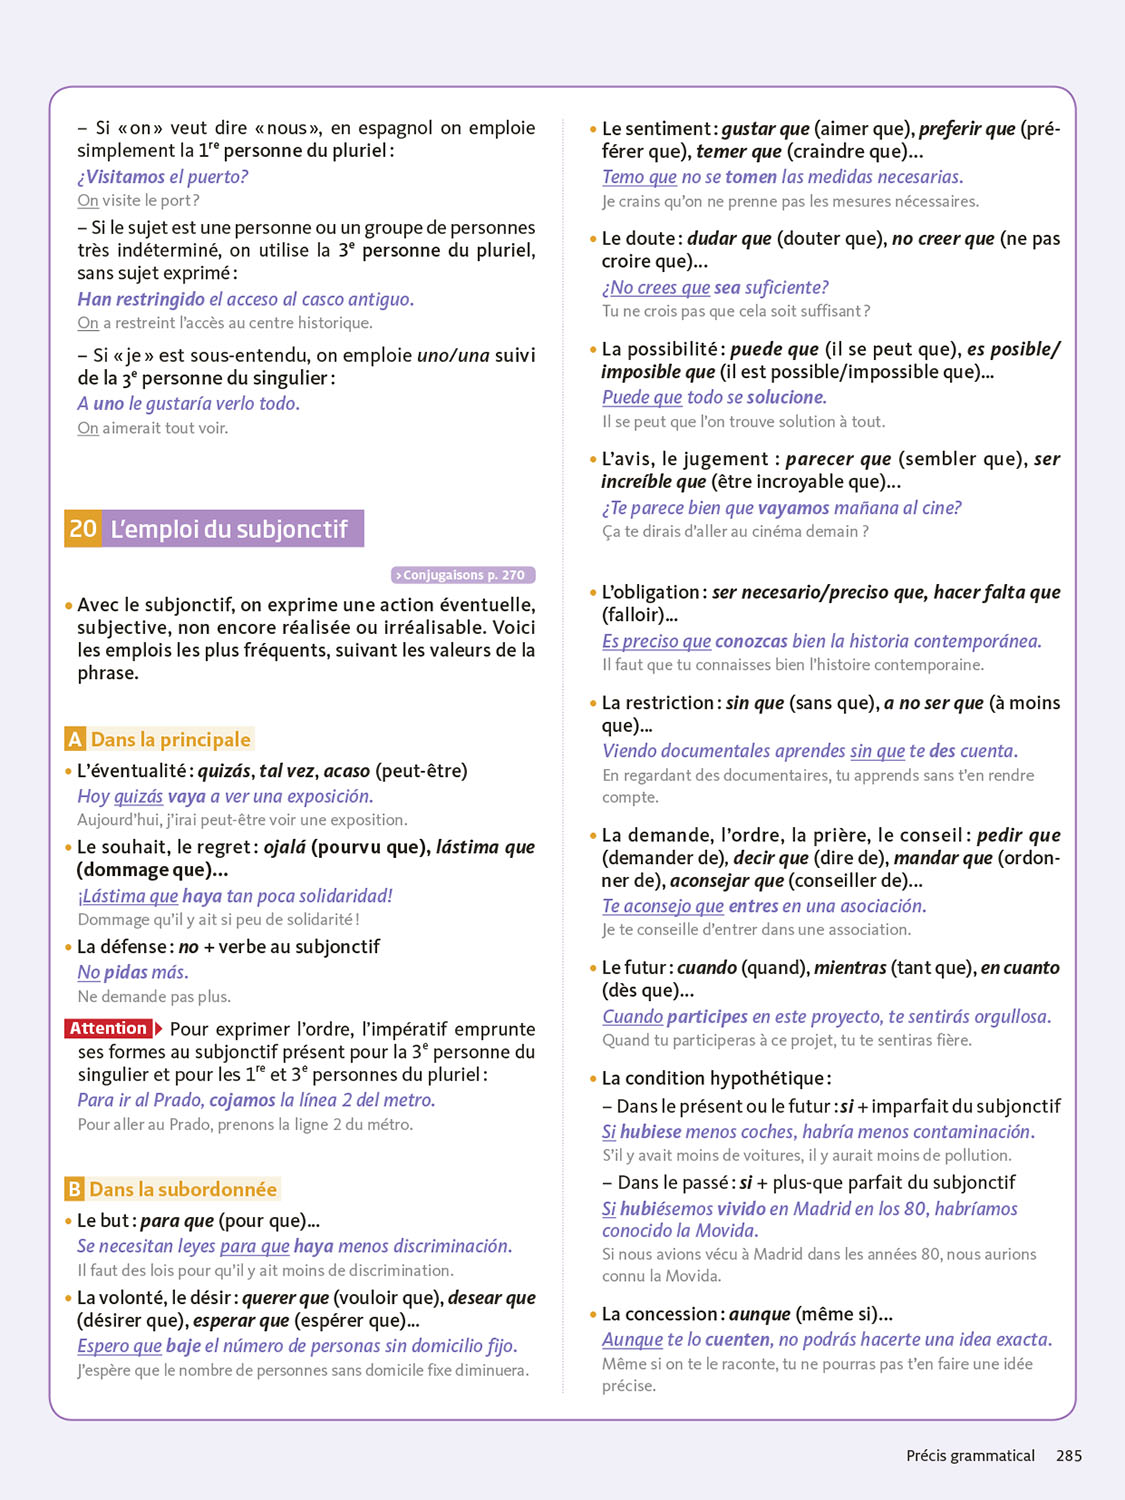 – Si « on » veut dire « nous », en espagnol on emploie
simplement la 1re personne du pluriel :
¿Visitamos el puerto?
On visite le port ?
– Si le sujet est une personne ou un groupe de personnes
très indéterminé, on utilise la 3e personne du pluriel,
sans sujet exprimé :
Han restringido el acceso al casco antiguo.
On a restreint l'accès au centre historique.
– Si « je » est sous-entendu, on emploie uno/una suivi
de la 3e personne du singulier :
A uno le gustaría verlo todo.
On aimerait tout voir.
20 L'emploi du subjonctif
> Conjugaisons p. 270
• Avec le subjonctif, on exprime une action éventuelle,
subjective, non encore réalisée ou irréalisable. Voici
les emplois les plus fréquents, suivant les valeurs de la
phrase.
A Dans la principale
• L'éventualité : quizás, tal vez, acaso (peut-être)
Hoy quizás vaya a ver una exposición.
Aujourd'hui, j'irai peut-être voir une exposition.
• Le souhait, le regret : ojalá (pourvu que), lástima que
(dommage que)...
¡Lástima que haya tan poca solidaridad!
Dommage qu'il y ait si peu de solidarité !
• La défense : no + verbe au subjonctif
No pidas más.
Ne demande pas plus.
Attention Pour exprimer l'ordre, l'impératif emprunte
ses formes au subjonctif présent pour la 3e personne du
singulier et pour les 1re et 3e personnes du pluriel :
Para ir al Prado, cojamos la línea 2 del metro.
Pour aller au Prado, prenons la ligne 2 du métro.
B Dans la subordonnée
• Le but : para que (pour que)...
Se necesitan leyes para que haya menos discriminación.
Il faut des lois pour qu'il y ait moins de discrimination.
• La volonté, le désir : querer que (vouloir que), desear que
(désirer que), esperar que (espérer que)...
Espero que baje el número de personas sin domicilio fijo.
J'espère que le nombre de personnes sans domicile fixe diminuera.
• Le sentiment : gustar que (aimer que), preferir que (pré-
férer que), temer que (craindre que)...
Temo que no se tomen las medidas necesarias.
Je crains qu'on ne prenne pas les mesures nécessaires.
• Le doute : dudar que (douter que), no creer que (ne pas
croire que)...
¿No crees que sea suficiente?
Tu ne crois pas que cela soit suffisant ?
• La possibilité : puede que (il se peut que), es posible/
imposible que (il est possible/impossible que)...
Puede que todo se solucione.
Il se peut que l'on trouve solution à tout.
• L'avis, le jugement : parecer que (sembler que), ser
increíble que (être incroyable que)...
¿Te parece bien que vayamos mañana al cine?
Ça te dirais d'aller au cinéma demain ?
• L'obligation : ser necesario/preciso que, hacer falta que
(falloir)...
Es preciso que conozcas bien la historia contemporánea.
Il faut que tu connaisses bien l'histoire contemporaine.
• La restriction : sin que (sans que), a no ser que (à moins
que)...
Viendo documentales aprendes sin que te des cuenta.
En regardant des documentaires, tu apprends sans t'en rendre
compte.
• La demande, l'ordre, la prière, le conseil : pedir que
(demander de), decir que (dire de), mandar que (ordon-
ner de), aconsejar que (conseiller de)...
Te aconsejo que entres en una asociación.
Je te conseille d'entrer dans une association.
• Le futur : cuando (quand), mientras (tant que), en cuanto
(dès que)...
Cuando participes en este proyecto, te sentirás orgullosa.
Quand tu participeras à ce projet, tu te sentiras fière.
• La condition hypothétique :
– Dans le présent ou le futur : si + imparfait du subjonctif
Si hubiese menos coches, habría menos contaminación.
S'il y avait moins de voitures, il y aurait moins de pollution.
– Dans le passé : si + plus-que parfait du subjonctif
Si hubiésemos vivido en Madrid en los 80, habríamos
conocido la Movida.
Si nous avions vécu à Madrid dans les années 80, nous aurions
connu la Movida.
• La concession : aunque (même si)...
Aunque te lo cuenten, no podrás hacerte una idea exacta.
Même si on te le raconte, tu ne pourras pas t'en faire une idée
précise.
Précis grammatical 285